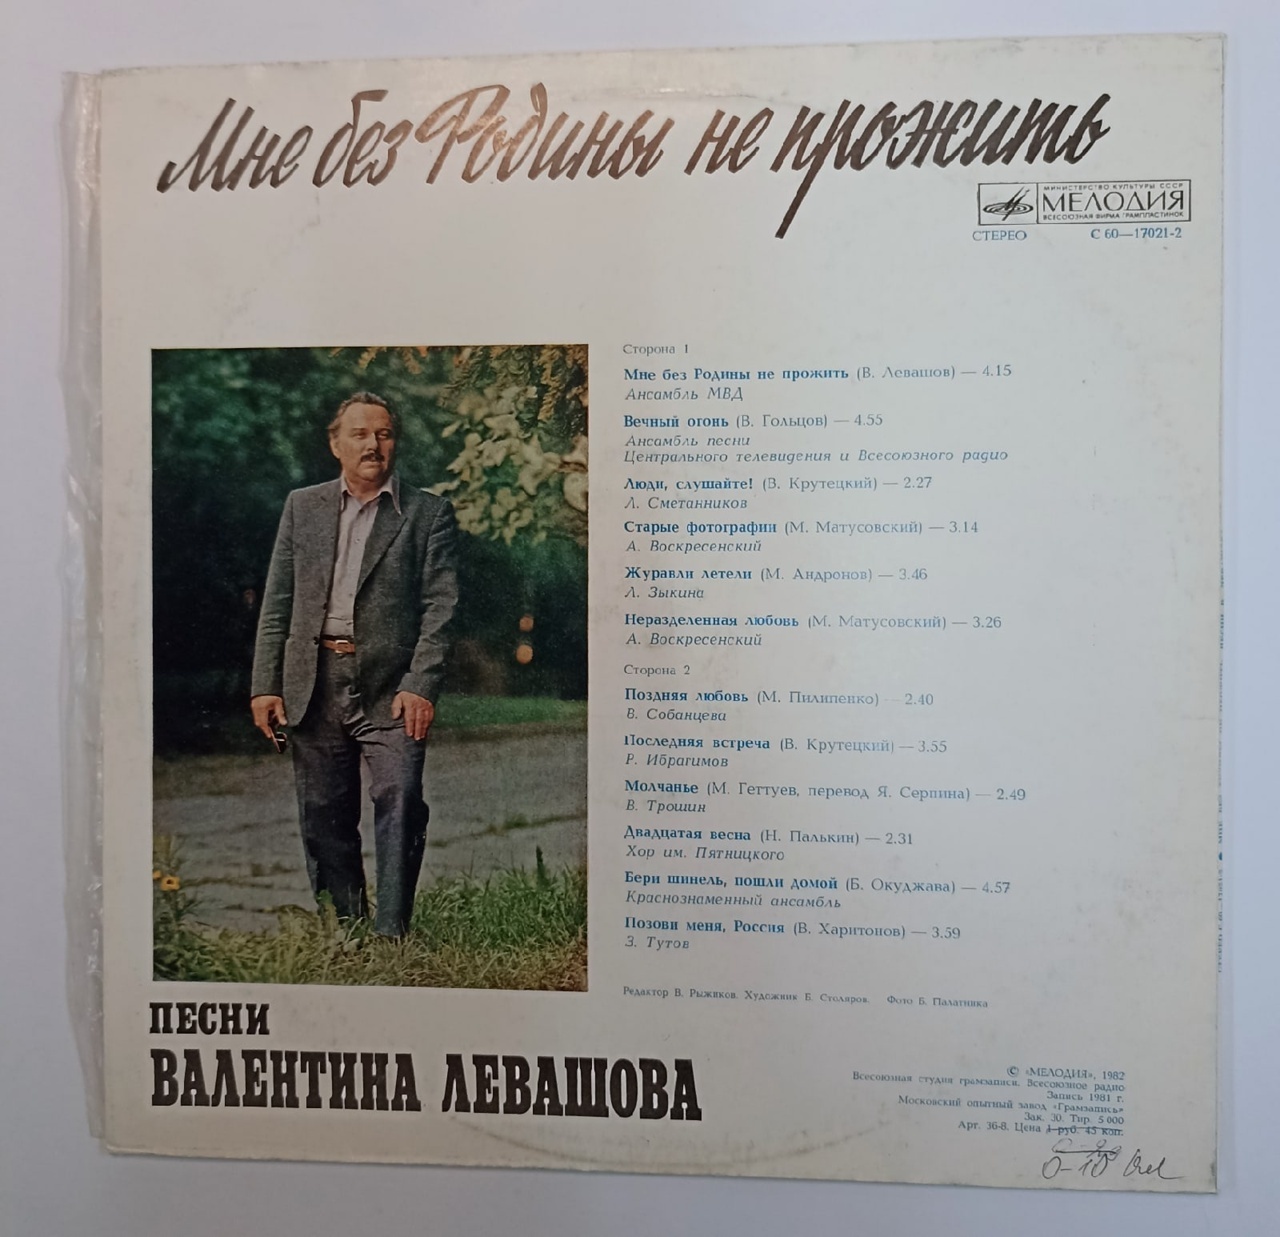 Мне без Родины не прожить
МИНИСТЕРСТВО КУЛЬТУРЫ СССР
МЕЛОДИЯ
ВСЕСОЮЗНАЯ ФИРМА ГРАМПЛАСТИНОК
СТЕРЕО С 60—17021-2
Сторона 1
Мне без Родины не прожить (В. Левашов) — 4.15
Ансамбль МВД
Вечный огонь (В. Гольцов) — 4.55
Ансамбль песни
Центрального телевидения и Всесоюзного радио
Люди, слушайте! (В. Крутецкий) — 2.27
Л. Сметанников
Старые фотографии (М. Матусовский) — 3.14
А. Воскресенский
Журавли летели (М. Андронов) — 3.46
Л. Зыкина
Неразделенная любовь (М. Матусовский) — 3.26
А. Воскресенский
Сторона 2
Поздняя любовь (М. Пилипенко) — 2.40
В. Собанцева
Последняя встреча (В. Крутецкий) — 3.55
Р. Ибрагимов
Молчанье (М. Геттуев, перевод Я. Серпина) — 2.49
В. Трошин
Двадцатая весна (Н. Палькин) — 2.31
Хор им. Пятницкого
Бери шинель, пошли домой (Б. Окуджава) — 4.57
Краснознаменный ансамбль
Позови меня, Россия (В. Харитонов) — 3.59
З. Тутов
Редактор В. Рыжиков. Художник Б. Столяров. Фото Б. Палатника
ПЕСНИ
ВАЛЕНТИНА ЛЕВАШОВА
© «МЕЛОДИЯ», 1982
Всесоюзная студия грамзаписи. Всесоюзное радио
Запись 1981 г.
Московский опытный завод «Грамзапись»
Зак. 30. Тир. 5 000
Арт. 36-8. Цена 1 руб. 45 коп.
0-10